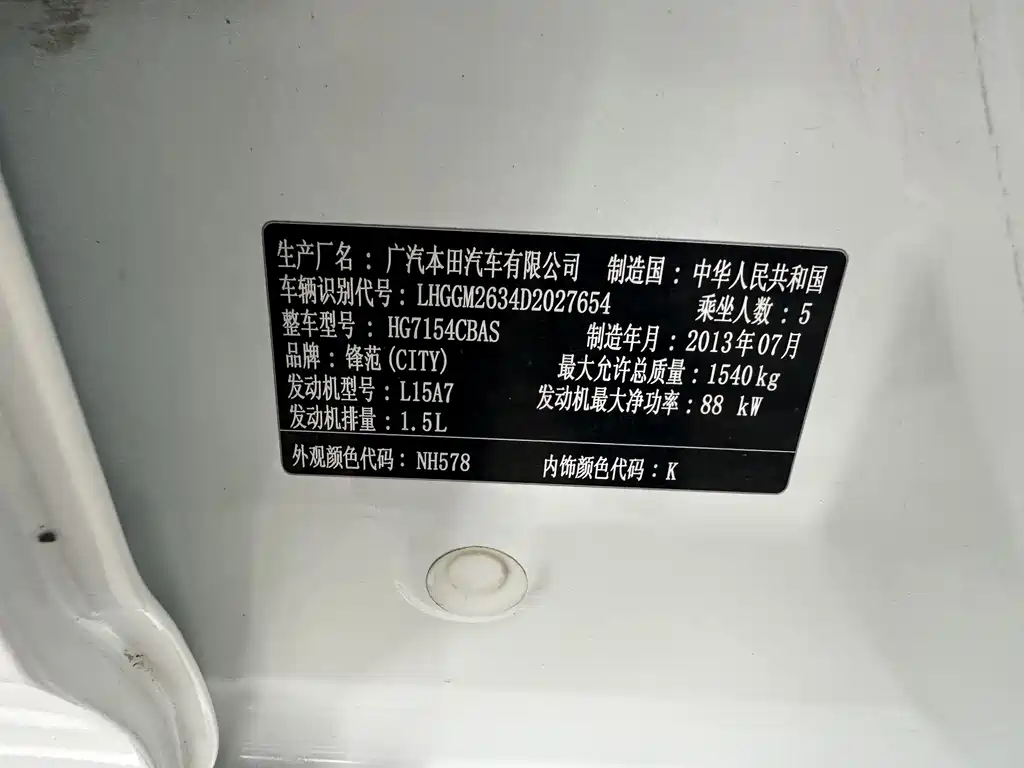 生产厂名：广汽本田汽车有限公司 制造国：中华人民共和国
车辆识别代号：LHGGM2634D2027654 乘坐人数：5
整车型号：HG7154CBAS 制造年月：2013年07月
品牌：锋范(CITY) 最大允许总质量：1540kg
发动机型号：L15A7 发动机最大净功率：88 kW
发动机排量：1.5L
外观颜色代码：NH578 内饰颜色代码：K